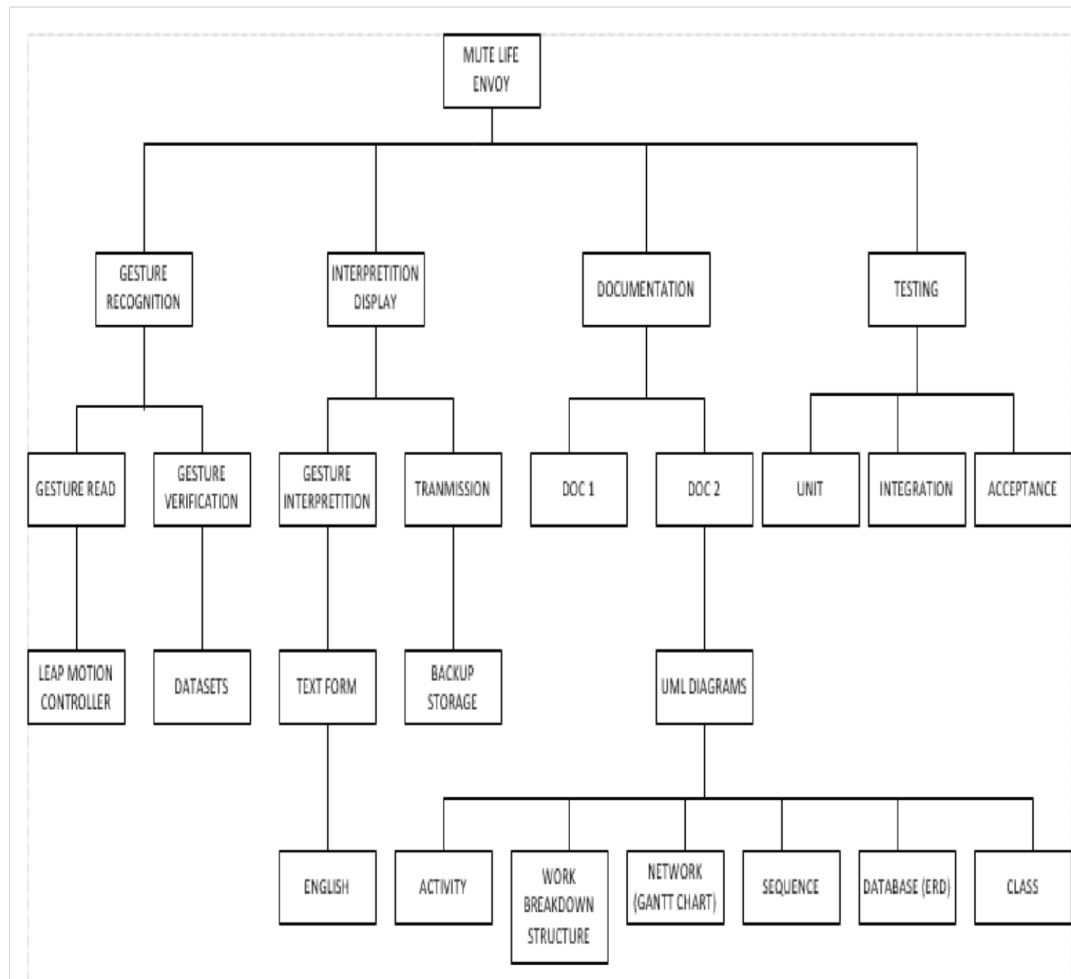 MUTE LIFE
ENVOY
GESTURE
RECOGNITION
INTERPRETITION
DISPLAY
DOCUMENTATION
TESTING
GESTURE READ
GESTURE
VERIFICATION
GESTURE
INTERPRETITION
TRANMISSION
DOC 1
DOC 2
UNIT
INTEGRATION
ACCEPTANCE
LEAP MOTION
CONTROLLER
DATASETS
TEXT FORM
BACKUP
STORAGE
UML DIAGRAMS
ENGLISH
ACTIVITY
WORK
BREAKDOWN
STRUCTURE
NETWORK
(GANTT CHART)
SEQUENCE
DATABASE (ERD)
CLASS